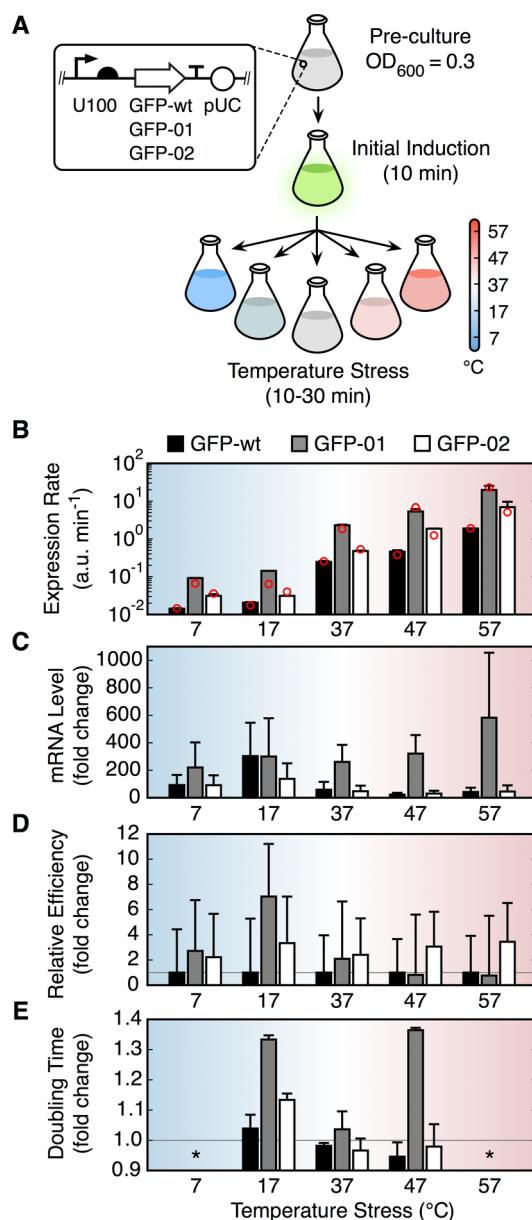 A
Pre-culture
OD600 = 0.3
U100 GFP-wt pUC
GFP-01
GFP-02
Initial Induction
(10 min)
57
47
37
17
7
°C
Temperature Stress
(10-30 min)
B
GFP-wt GFP-01 GFP-02
Expression Rate
(a.u. min-1)
10^2
10^1
10^0
10^-1
10^-2
7 17 37 47 57
C
mRNA Level
(fold change)
1000
800
600
400
200
0
7 17 37 47 57
D
Relative Efficiency
(fold change)
12
10
8
6
4
2
0
7 17 37 47 57
E
Doubling Time
(fold change)
1.4
1.3
1.2
1.1
1.0
0.9
* *
7 17 37 47 57
Temperature Stress (°C)